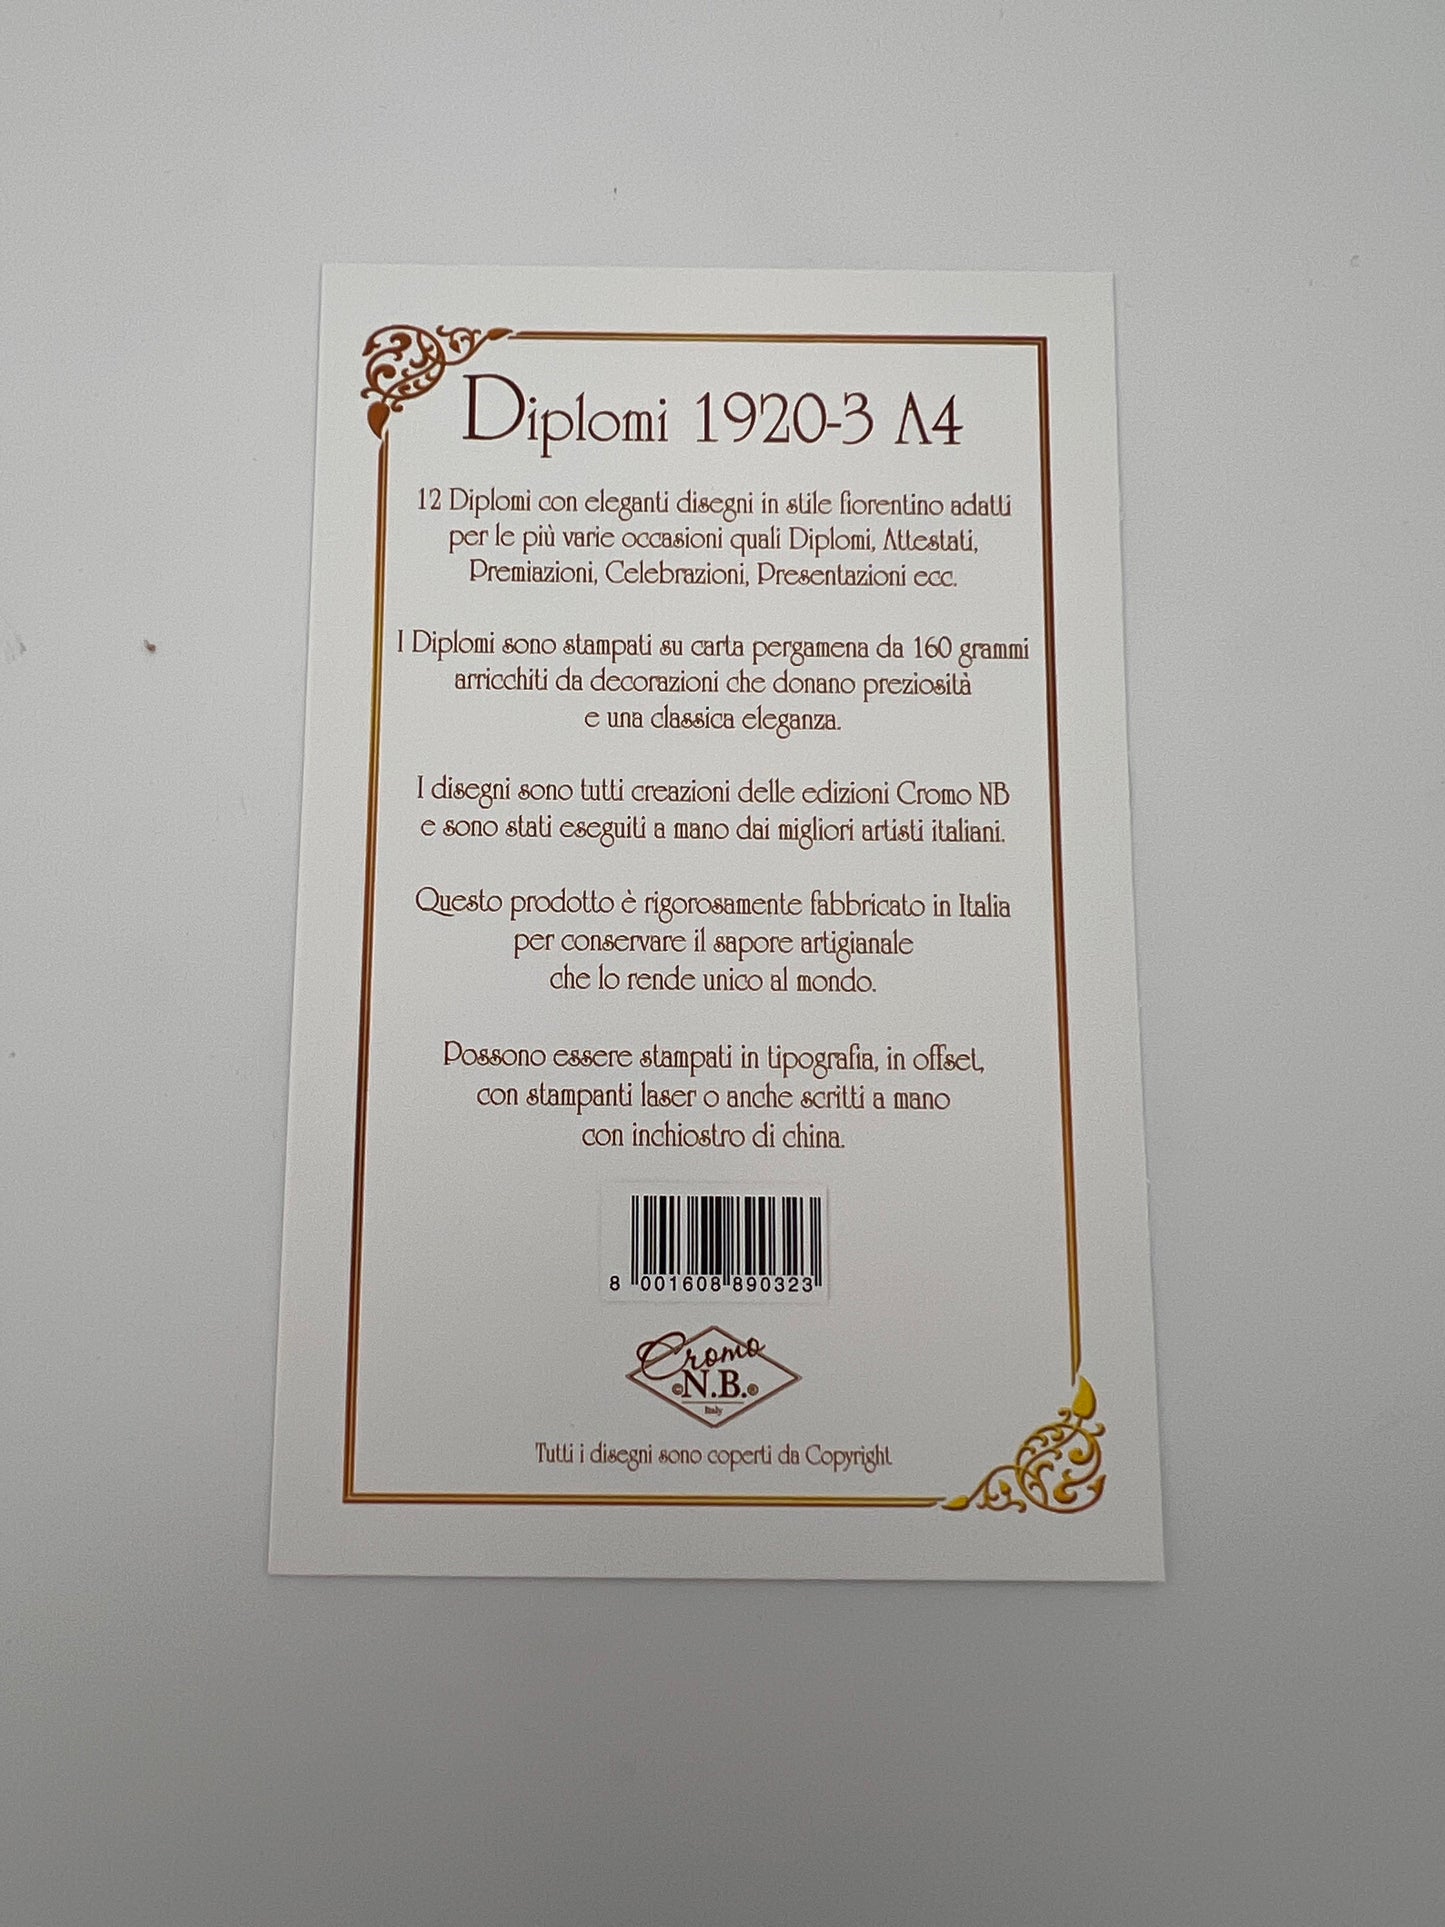 Diplomi 1920-3 A4
12 Diplomi con eleganti disegni in stile fiorentino adatti
per le più varie occasioni quali Diplomi, Attestati,
Premiazioni, Celebrazioni, Presentazioni ecc.
I Diplomi sono stampati su carta pergamena da 160 grammi
arricchiti da decorazioni che donano preziosità
e una classica eleganza.
I disegni sono tutti creazioni delle edizioni Cromo NB
e sono stati eseguiti a mano dai migliori artisti italiani.
Questo prodotto è rigorosamente fabbricato in Italia
per conservare il sapore artigianale
che lo rende unico al mondo.
Possono essere stampati in tipografia, in offset,
con stampanti laser o anche scritti a mano
con inchiostro di china.
8 001608 890323
Cromo
©N.B.®
Italy
Tutti i disegni sono coperti da Copyright